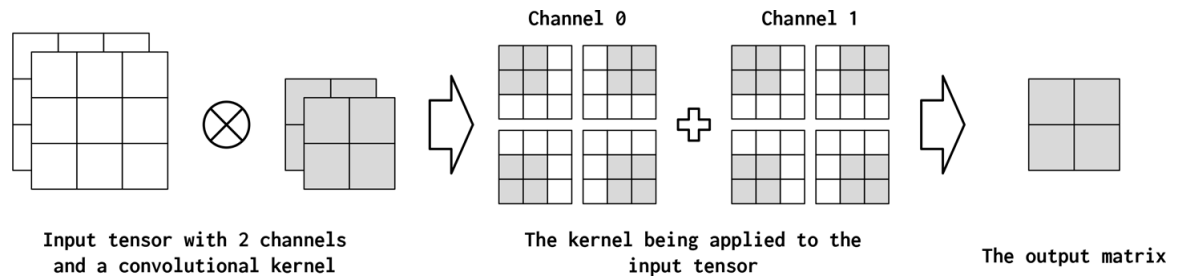 Channel 0
Channel 1
Input tensor with 2 channels
and a convolutional kernel
The kernel being applied to the
input tensor
The output matrix